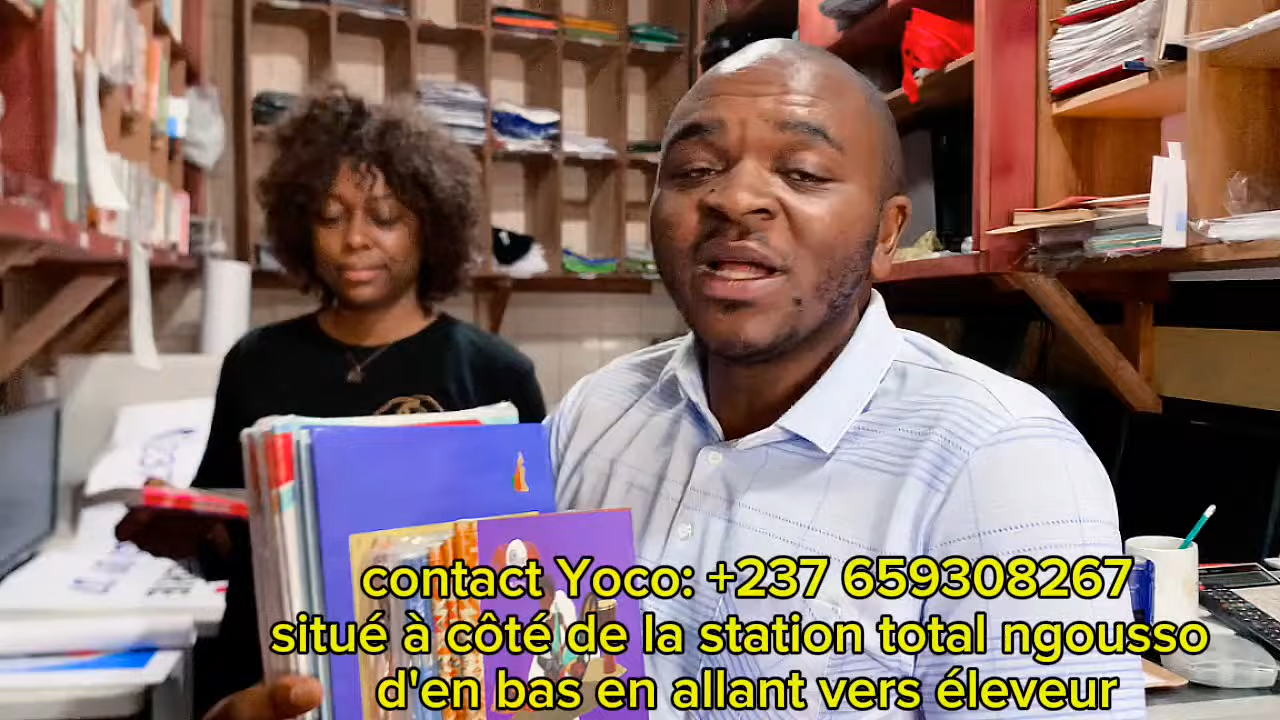 contact Yoco: +237 659308267
situé à côté de la station total ngousso
d'en bas en allant vers éleveur